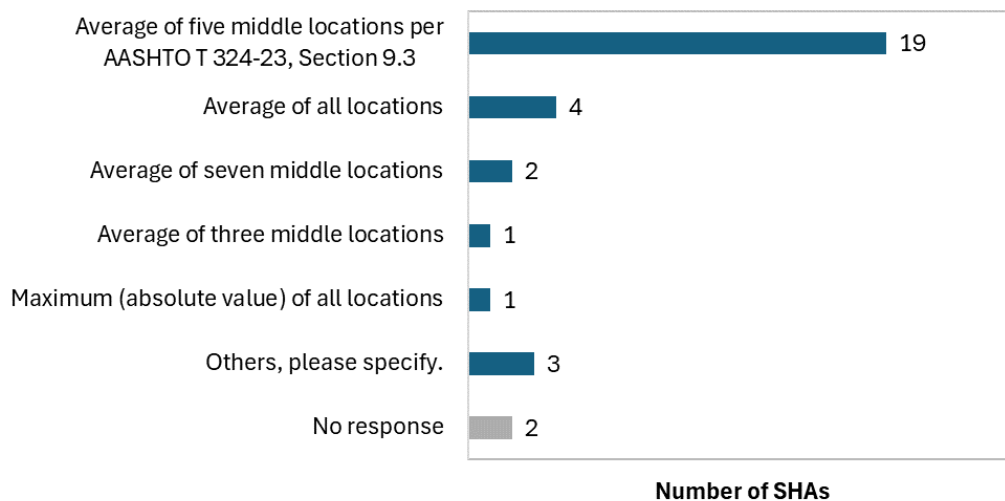 Average of five middle locations per
AASHTO T 324-23, Section 9.3
19
Average of all locations
4
Average of seven middle locations
2
Average of three middle locations
1
Maximum (absolute value) of all locations
1
Others, please specify.
3
No response
2
Number of SHAs